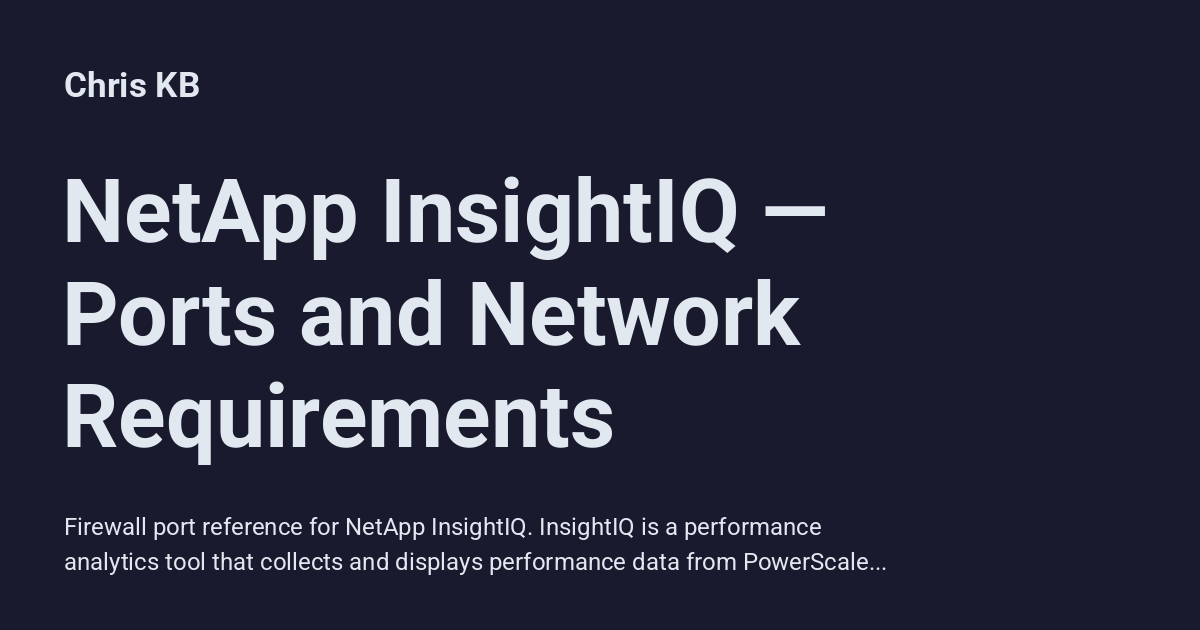 Chris KB
NetApp InsightIQ —
Ports and Network
Requirements
Firewall port reference for NetApp InsightIQ. InsightIQ is a performance
analytics tool that collects and displays performance data from PowerScale...